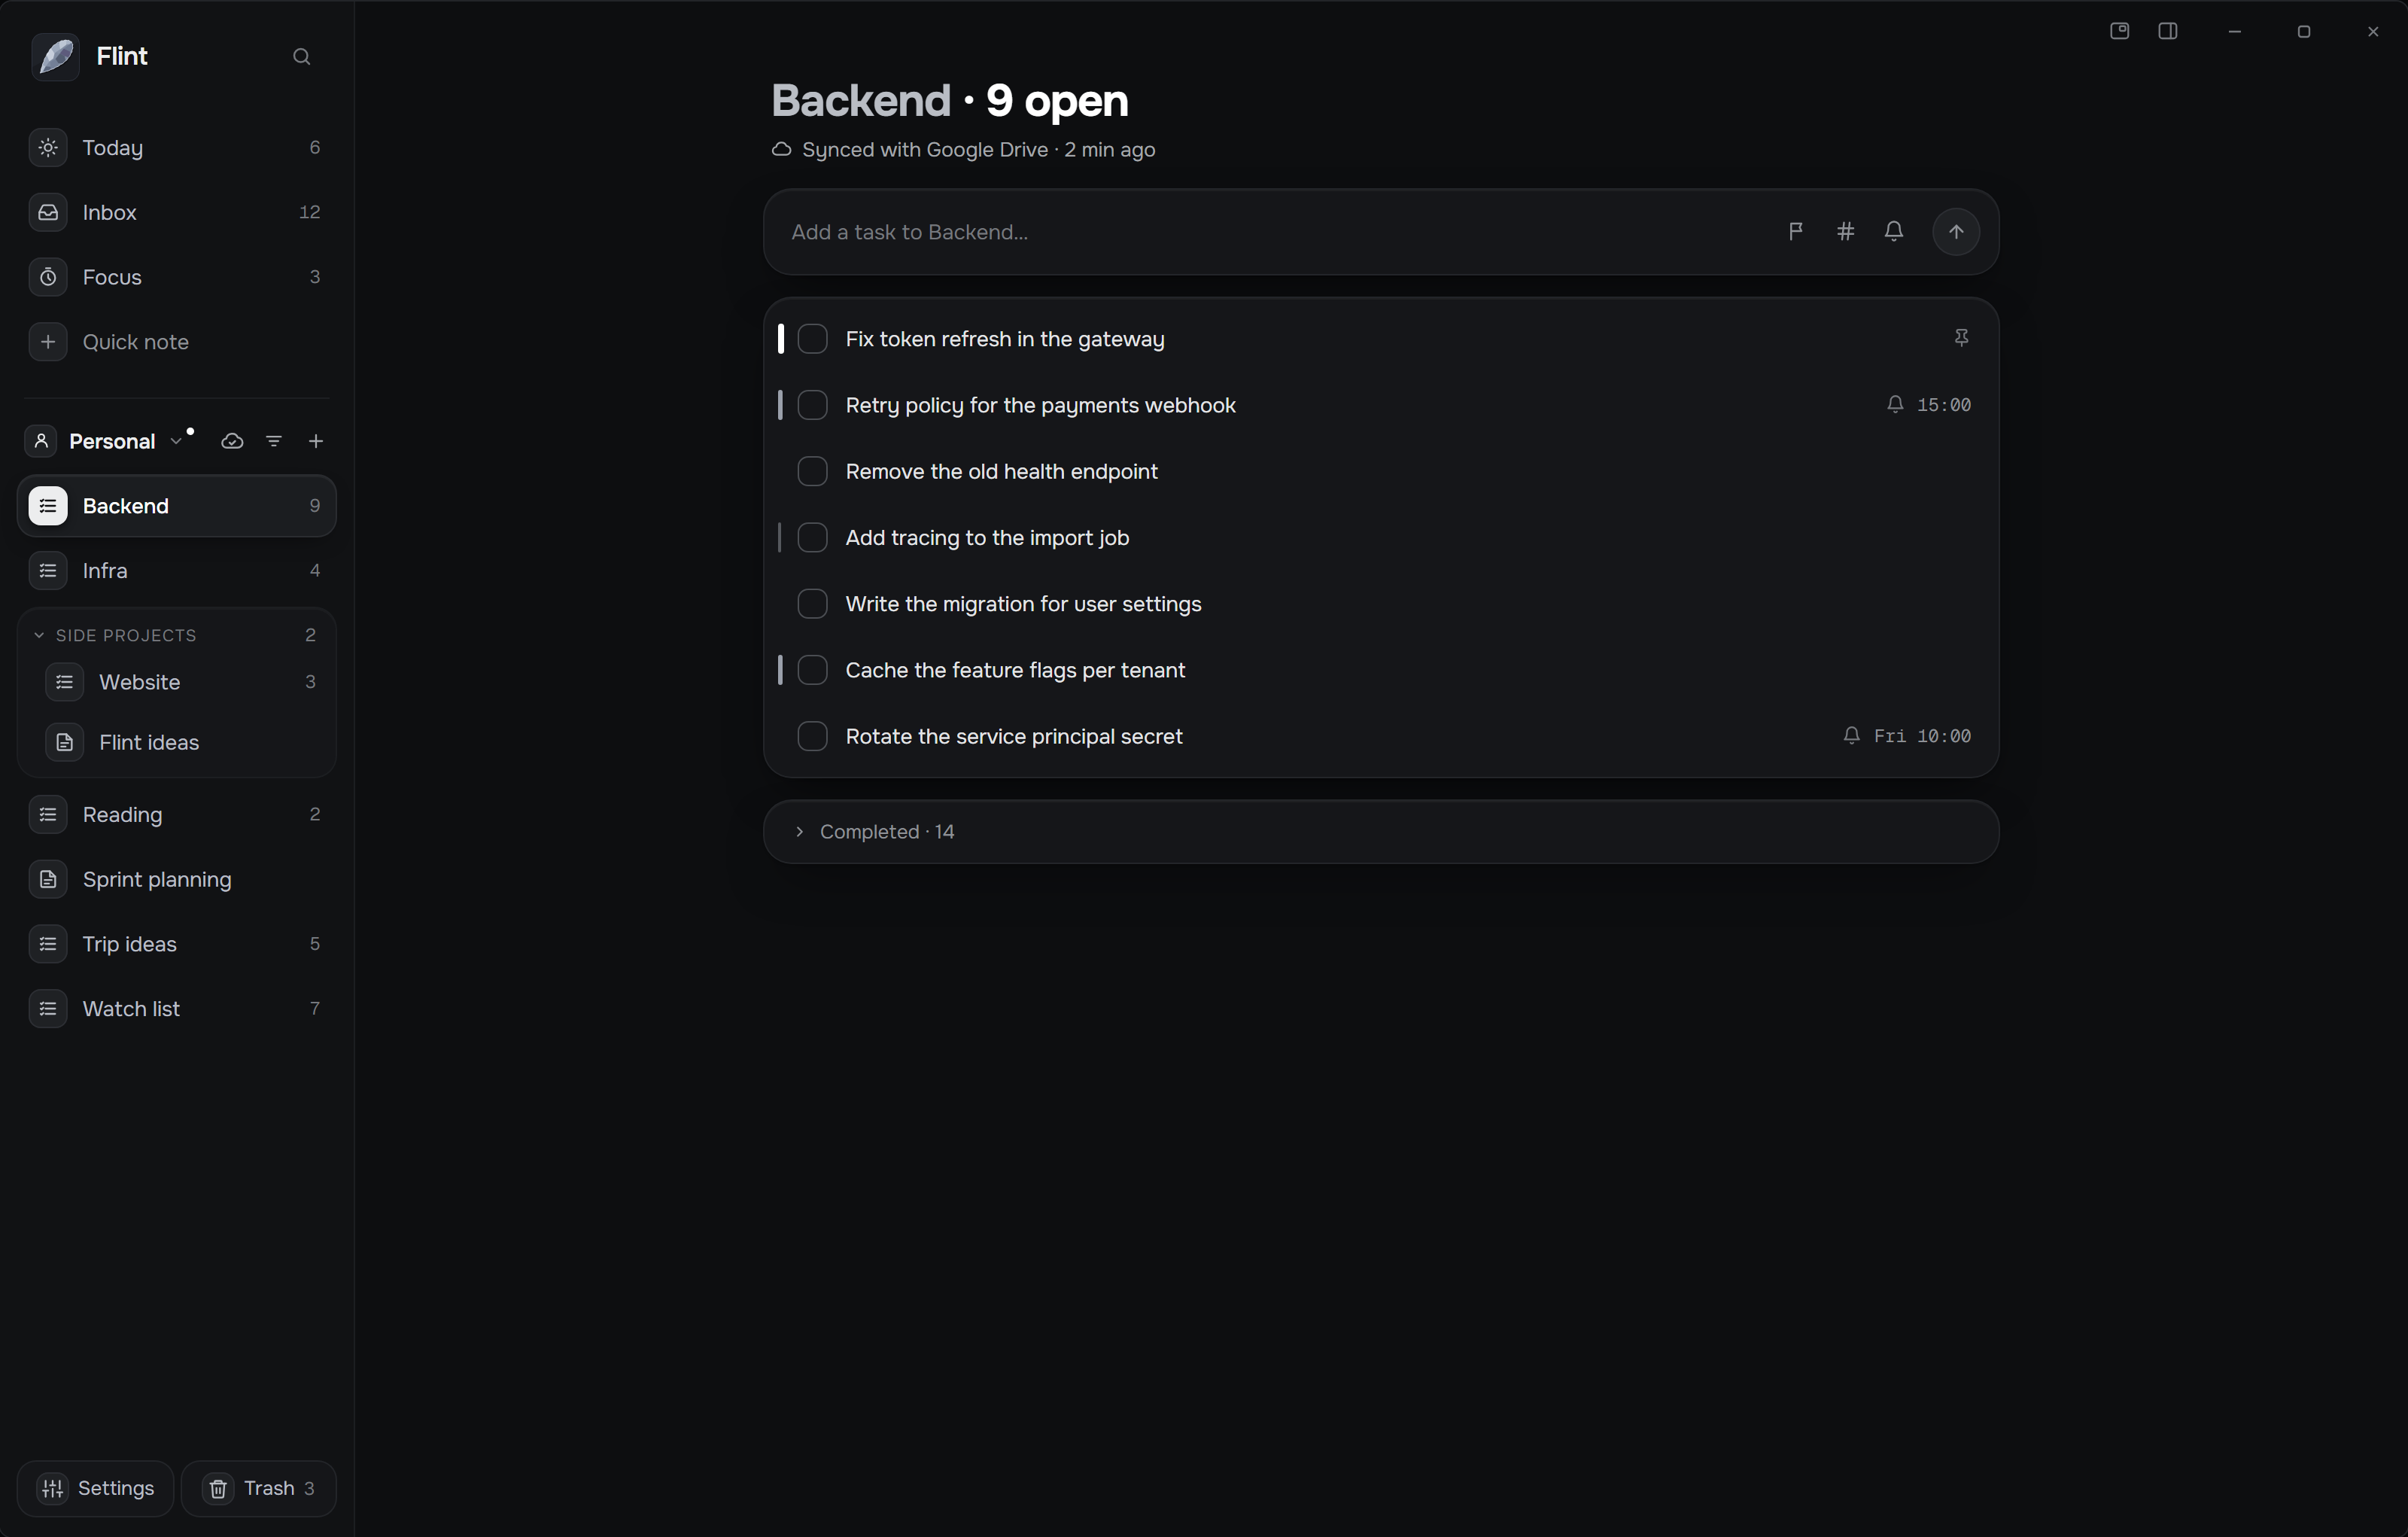 Flint
Today 6
Inbox 12
Focus 3
Quick note
Personal
Backend 9
Infra 4
SIDE PROJECTS 2
Website 3
Flint ideas
Reading 2
Sprint planning
Trip ideas 5
Watch list 7
Settings
Trash 3
Backend · 9 open
Synced with Google Drive · 2 min ago
Add a task to Backend...
Fix token refresh in the gateway
Retry policy for the payments webhook 15:00
Remove the old health endpoint
Add tracing to the import job
Write the migration for user settings
Cache the feature flags per tenant
Rotate the service principal secret Fri 10:00
Completed · 14